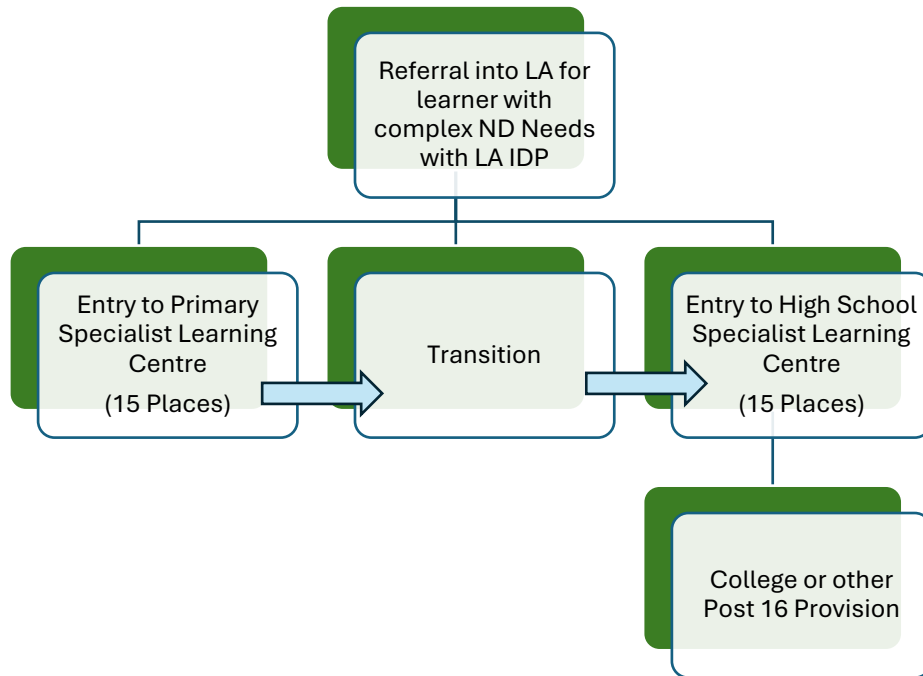 Referral into LA for
learner with
complex ND Needs
with LA IDP
Entry to Primary
Specialist Learning
Centre
(15 Places)
Transition
Entry to High School
Specialist Learning
Centre
(15 Places)
College or other
Post 16 Provision